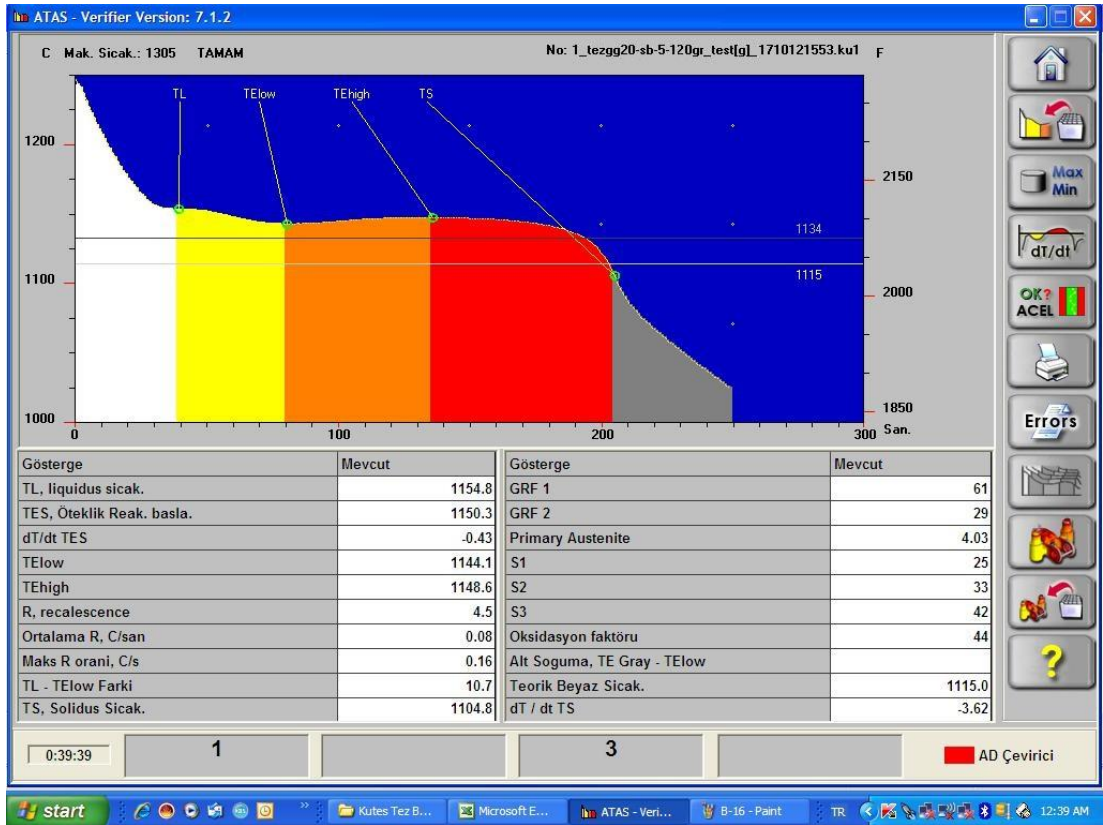 ATAS - Verifier Version: 7.1.2
C Mak. Sicak.: 1305 TAMAM No: 1_tezgg20-sb-5-120gr_test[g]_1710121553.ku1 F
TL TElow TEhigh TS
1200
2150
1134
1100
1115
2000
1000
1850
0 100 200 300 San.
Max
Min
dT/dt
OK?
ACEL
Errors
?
Gösterge Mevcut Gösterge Mevcut
TL, liquidus sicak. 1154.8 GRF 1 61
TES, Öteklik Reak. basla. 1150.3 GRF 2 29
dT/dt TES -0.43 Primary Austenite 4.03
TElow 1144.1 S1 25
TEhigh 1148.6 S2 33
R, recalescence 4.5 S3 42
Ortalama R, C/san 0.08 Oksidasyon faktöru 44
Maks R orani, C/s 0.16 Alt Soguma, TE Gray - TElow
TL - TElow Farki 10.7 Teorik Beyaz Sicak. 1115.0
TS, Solidus Sicak. 1104.8 dT / dt TS -3.62
0:39:39 1 3 AD Çevirici
start Kutes Tez B... Microsoft E... ATAS - Veri... B-16 - Paint TR 12:39 AM